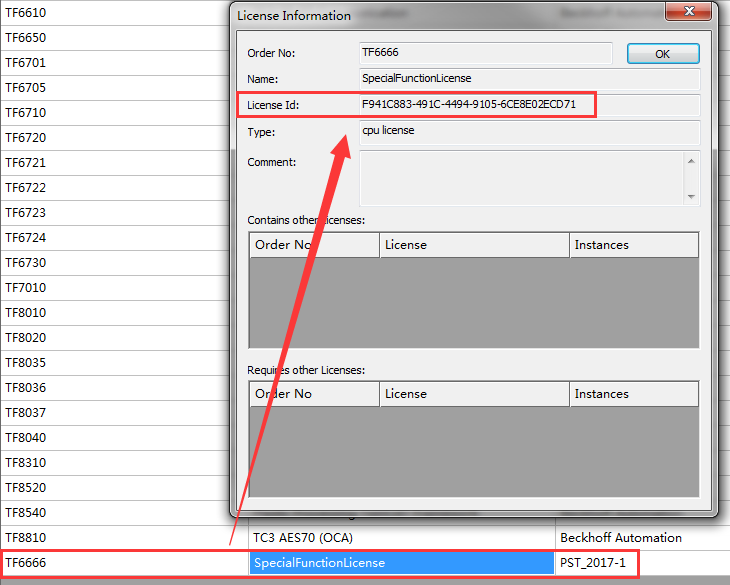 TF6610
TF6650
TF6701
TF6705
TF6710
TF6720
TF6721
TF6722
TF6723
TF6724
TF6730
TF7010
TF8010
TF8020
TF8035
TF8036
TF8037
TF8040
TF8310
TF8520
TF8540
TF8810 TC3 AES70 (OCA) Beckhoff Automation
TF6666 SpecialFunctionLicense PST_2017-1
License Information
Order No: TF6666 OK
Name: SpecialFunctionLicense
License Id: F941C883-491C-4494-9105-6CE8E02ECD71
Type: cpu license
Comment:
Contains other Licenses:
Order No License Instances
Requires other Licenses:
Order No License Instances